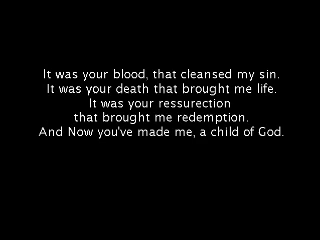 It was your blood, that cleansed my sin.
It was your death that brought me life.
It was your ressurection
that brought me redemption.
And Now you've made me, a child of God.